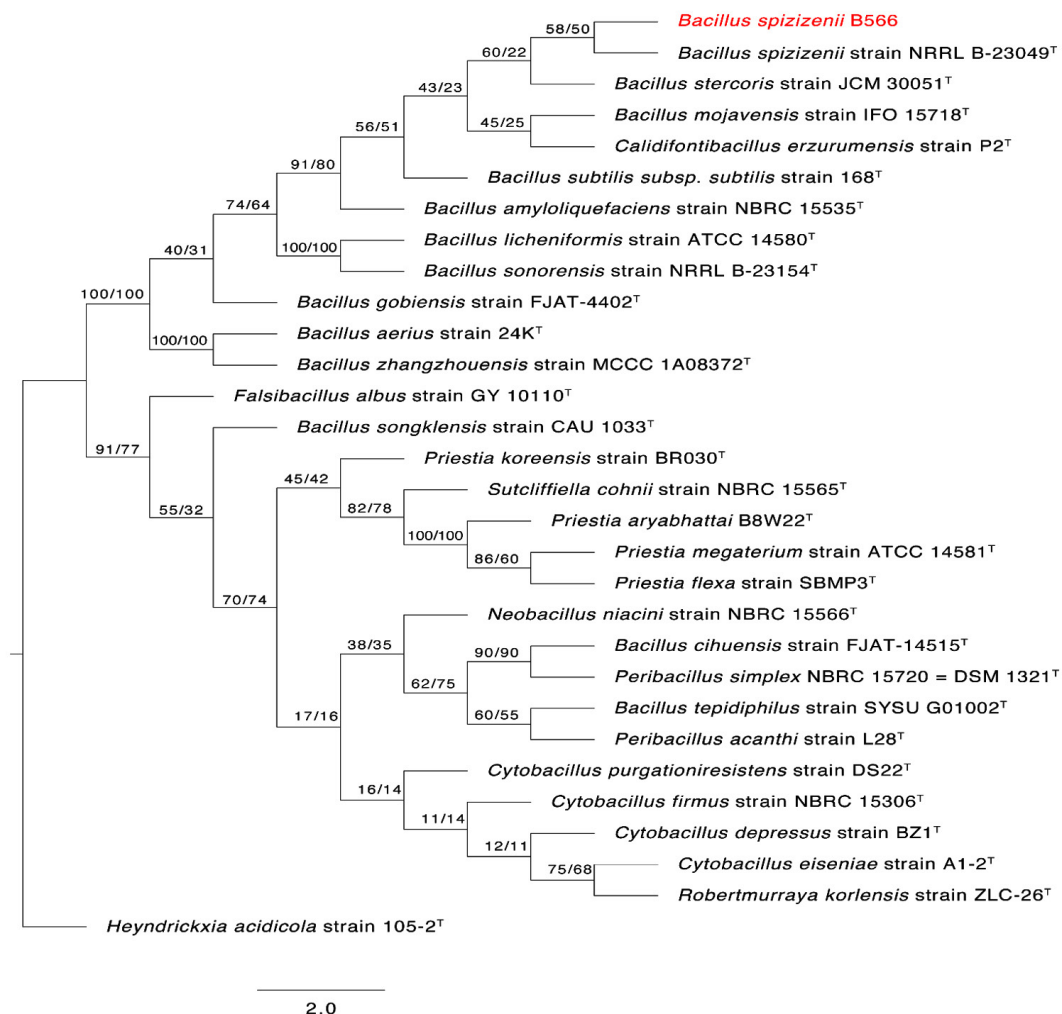 Bacillus spizizenii B566
58/50
Bacillus spizizenii strain NRRL B-23049ᵀ
60/22
Bacillus stercoris strain JCM 30051ᵀ
43/23
Bacillus mojavensis strain IFO 15718ᵀ
45/25
56/51
Calidifontibacillus erzurumensis strain P2ᵀ
91/80
Bacillus subtilis subsp. subtilis strain 168ᵀ
74/64
Bacillus amyloliquefaciens strain NBRC 15535ᵀ
Bacillus licheniformis strain ATCC 14580ᵀ
40/31
100/100
Bacillus sonorensis strain NRRL B-23154ᵀ
100/100
Bacillus gobiensis strain FJAT-4402ᵀ
Bacillus aerius strain 24Kᵀ
100/100
Bacillus zhangzhouensis strain MCCC 1A08372ᵀ
Falsibacillus albus strain GY 10110ᵀ
Bacillus songklensis strain CAU 1033ᵀ
91/77
Priestia koreensis strain BR030ᵀ
45/42
Sutcliffiella cohnii strain NBRC 15565ᵀ
55/32
82/78
Priestia aryabhattai B8W22ᵀ
100/100
Priestia megaterium strain ATCC 14581ᵀ
86/60
Priestia flexa strain SBMP3ᵀ
70/74
Neobacillus niacini strain NBRC 15566ᵀ
38/35
Bacillus cihuensis strain FJAT-14515ᵀ
90/90
Peribacillus simplex NBRC 15720 = DSM 1321ᵀ
62/75
Bacillus tepidiphilus strain SYSU G01002ᵀ
17/16
60/55
Peribacillus acanthi strain L28ᵀ
Cytobacillus purgationiresistens strain DS22ᵀ
16/14
Cytobacillus firmus strain NBRC 15306ᵀ
11/14
Cytobacillus depressus strain BZ1ᵀ
12/11
Cytobacillus eiseniae strain A1-2ᵀ
75/68
Robertmurraya korlensis strain ZLC-26ᵀ
Heyndrickxia acidicola strain 105-2ᵀ
2.0